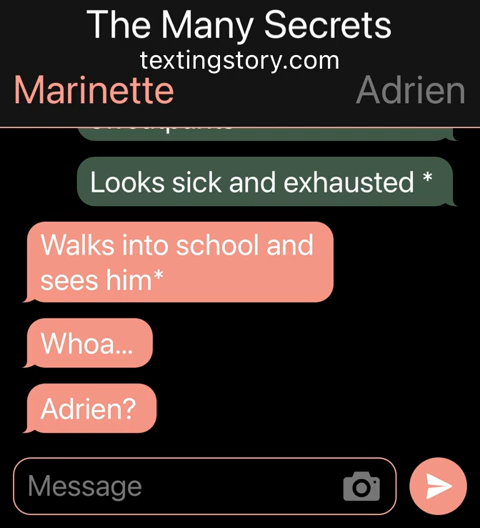 The Many Secrets
textingstory.com
Marinette Adrien
sweatpants
Looks sick and exhausted *
Walks into school and
sees him*
Whoa...
Adrien?
Message